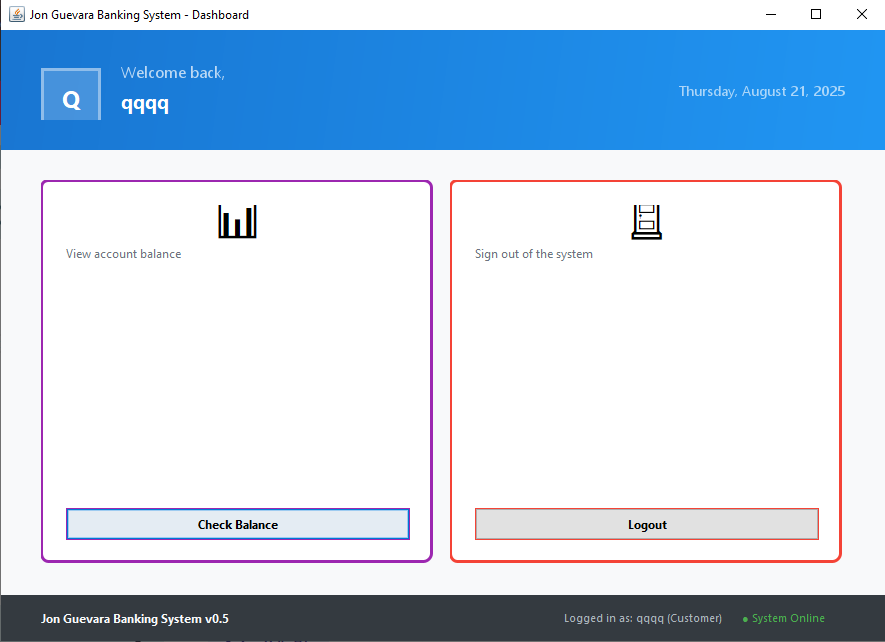 Jon Guevara Banking System - Dashboard
Q
Welcome back,
qqqq
Thursday, August 21, 2025
View account balance
Check Balance
Sign out of the system
Logout
Jon Guevara Banking System v0.5
Logged in as: qqqq (Customer)
● System Online